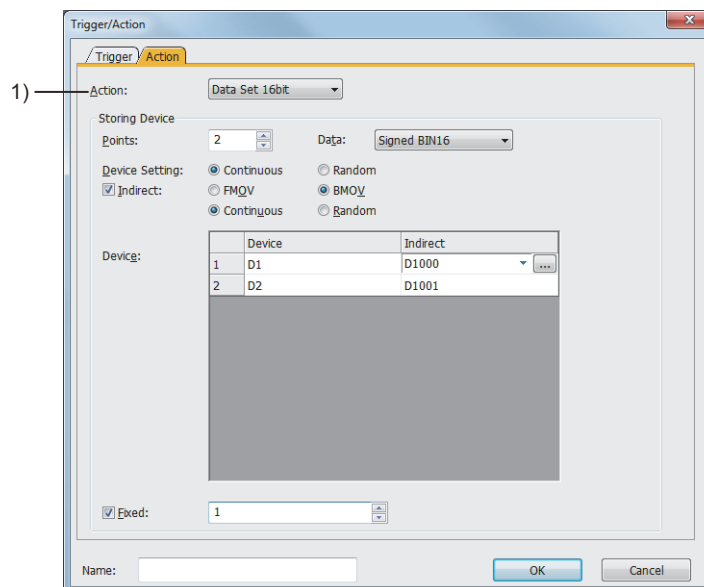 Trigger/Action
Trigger Action
1) Action: Data Set 16bit
Storing Device
Points: 2 Data: Signed BIN16
Device Setting: Continuous Random
Indirect: FMOV BMOV
Continuous Random
Device: Device Indirect
1 D1 D1000 ...
2 D2 D1001
Fixed: 1
Name: OK Cancel